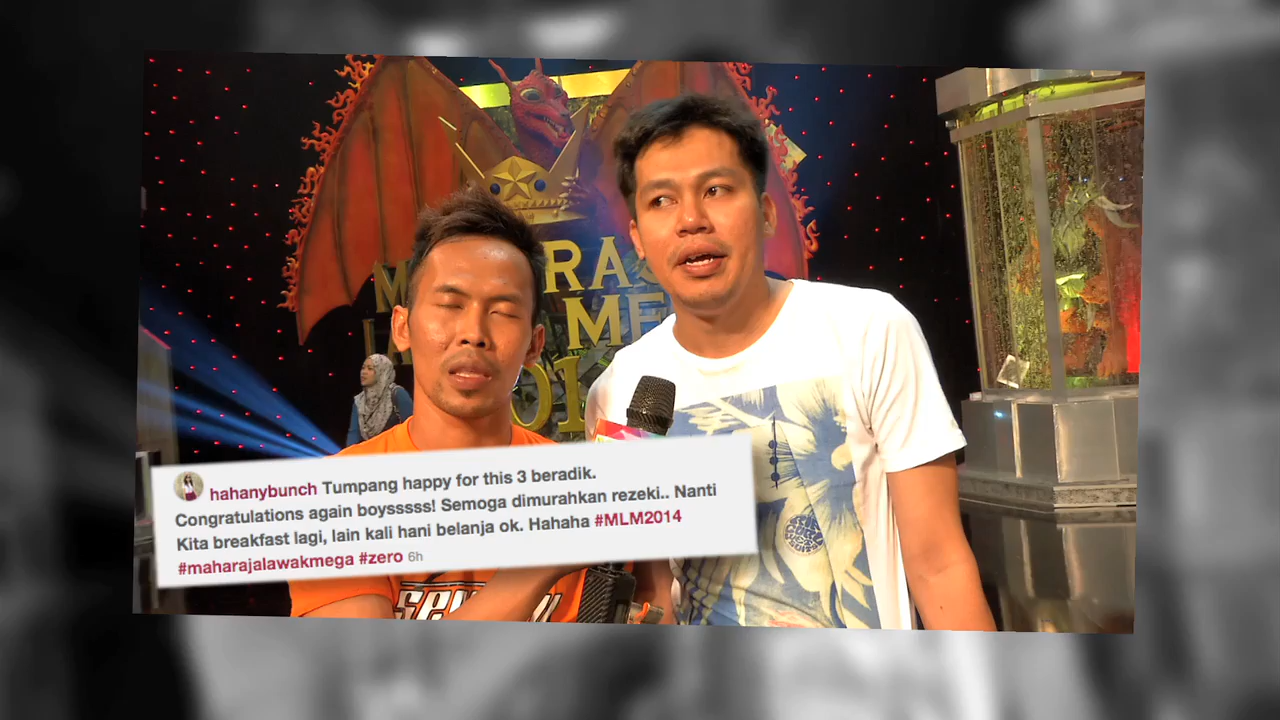 hahanybunch Tumpang happy for this 3 beradik.
Congratulations again boysssss! Semoga dimurahkan rezeki.. Nanti
Kita breakfast lagi, lain kali hani belanja ok. Hahaha #MLM2014
#maharajalawakmega #zero 6h